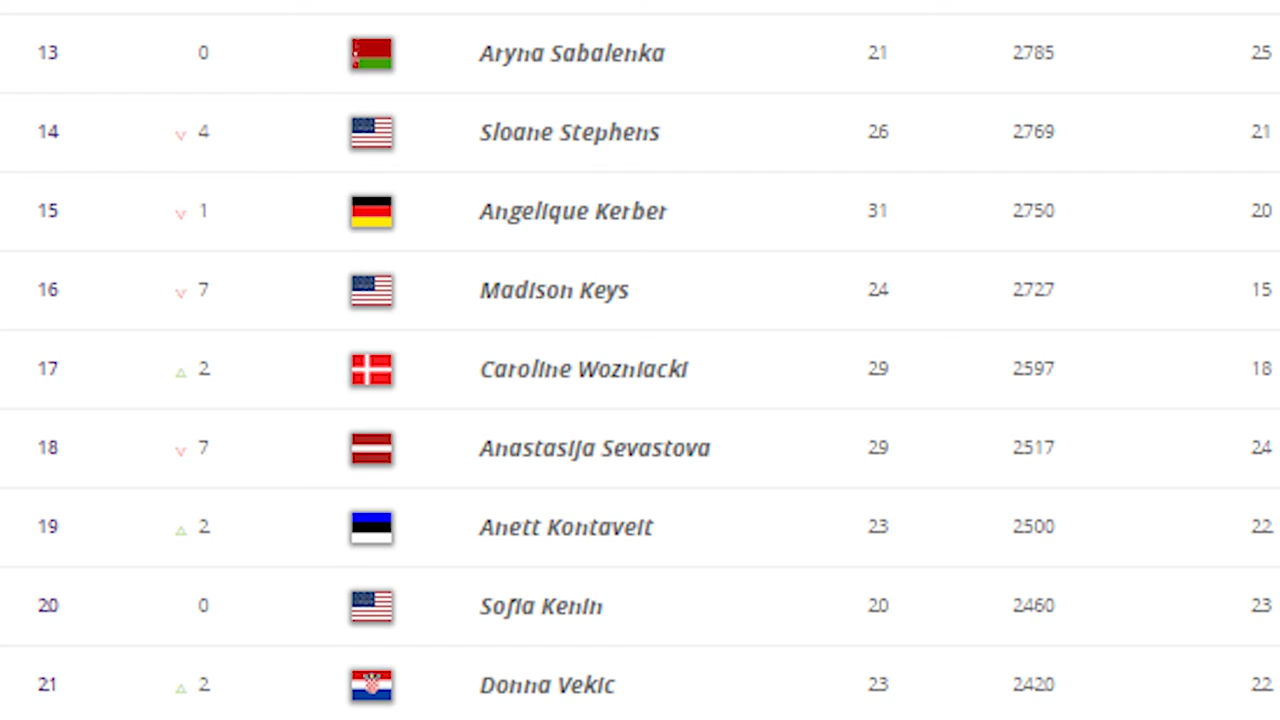 13 0 Aryna Sabalenka 21 2785 25
14 4 Sloane Stephens 26 2769 21
15 1 Angelique Kerber 31 2750 20
16 7 Madison Keys 24 2727 15
17 2 Caroline Wozniacki 29 2597 18
18 7 Anastasija Sevastova 29 2517 24
19 2 Anett Kontaveit 23 2500 22
20 0 Sofia Kenin 20 2460 23
21 2 Donna Vekic 23 2420 22